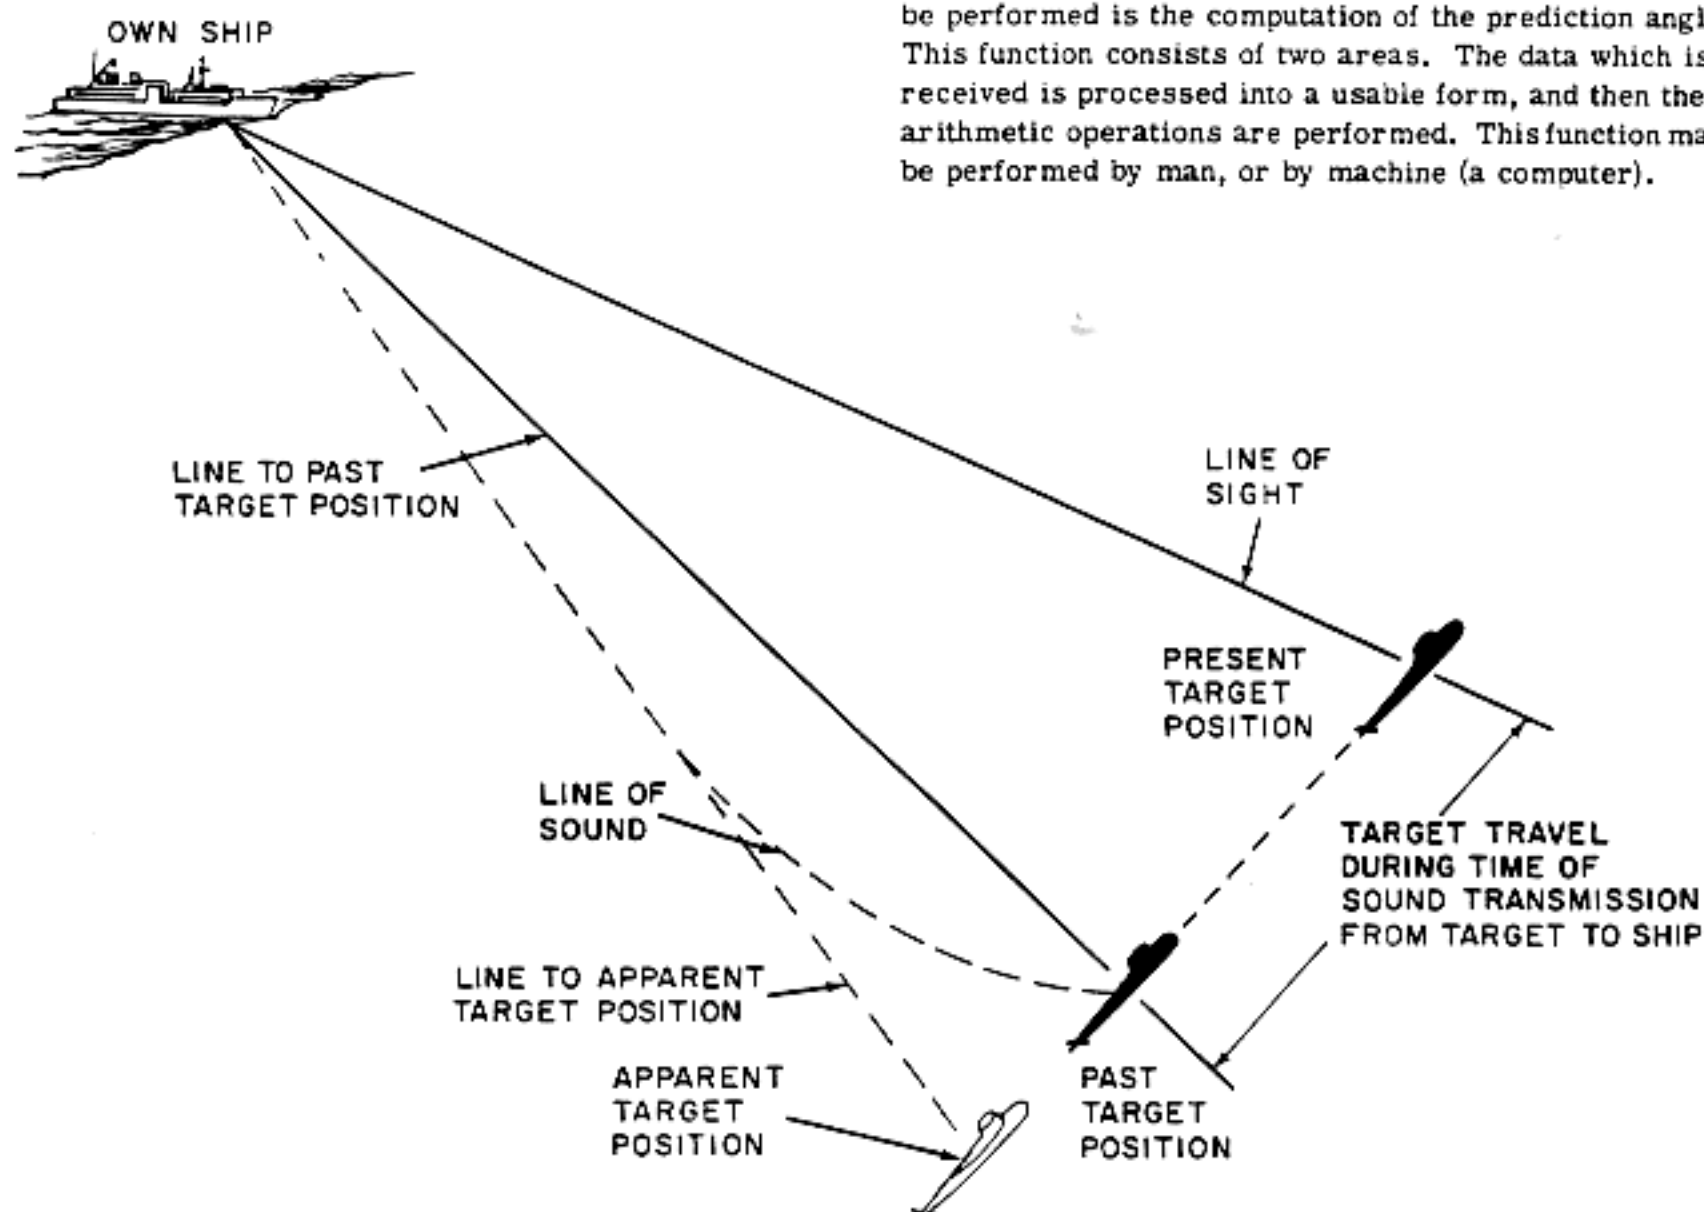 OWN SHIP
be performed is the computation of the prediction angl
This function consists of two areas. The data which is
received is processed into a usable form, and then the
arithmetic operations are performed. This function ma
be performed by man, or by machine (a computer).
LINE TO PAST
TARGET POSITION
LINE OF
SIGHT
PRESENT
TARGET
POSITION
LINE OF
SOUND
TARGET TRAVEL
DURING TIME OF
SOUND TRANSMISSION
FROM TARGET TO SHIP
LINE TO APPARENT
TARGET POSITION
APPARENT
TARGET
POSITION
PAST
TARGET
POSITION